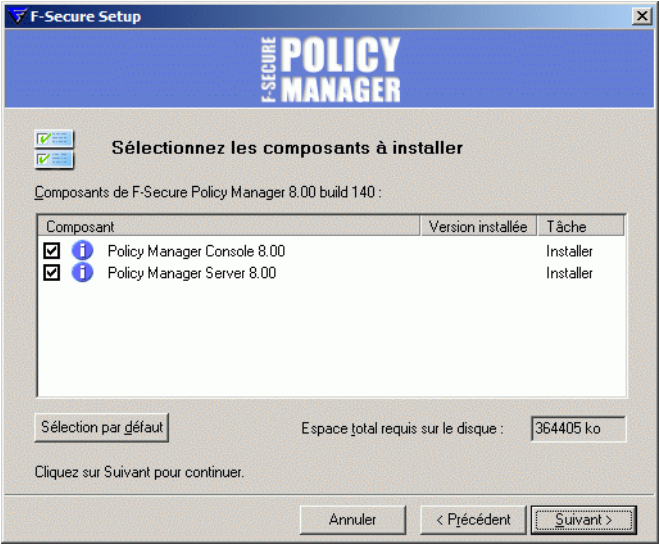 F-Secure Setup
F-SECURE
POLICY
MANAGER
Sélectionnez les composants à installer
Composants de F-Secure Policy Manager 8.00 build 140 :
Composant Version installée Tâche
Policy Manager Console 8.00 Installer
Policy Manager Server 8.00 Installer
Sélection par défaut Espace total requis sur le disque : 364405 ko
Cliquez sur Suivant pour continuer.
Annuler < Précédent Suivant >